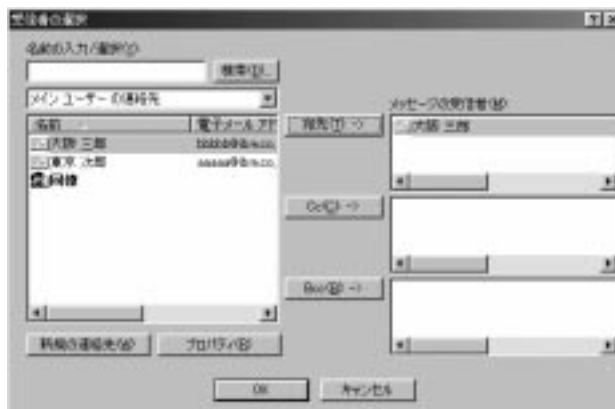 受信者の選択
名前の入力/選択(Y):
検索(D)...
メイン ユーザー の連絡先
メッセージの受信者(M):
名前
電子メール アド
宛先(T) ->
大阪 三郎
大阪 三郎
東京 次郎
同僚
Cc(C) ->
Bcc(B) ->
新規の連絡先(W)
プロパティ(R)
OK
キャンセル